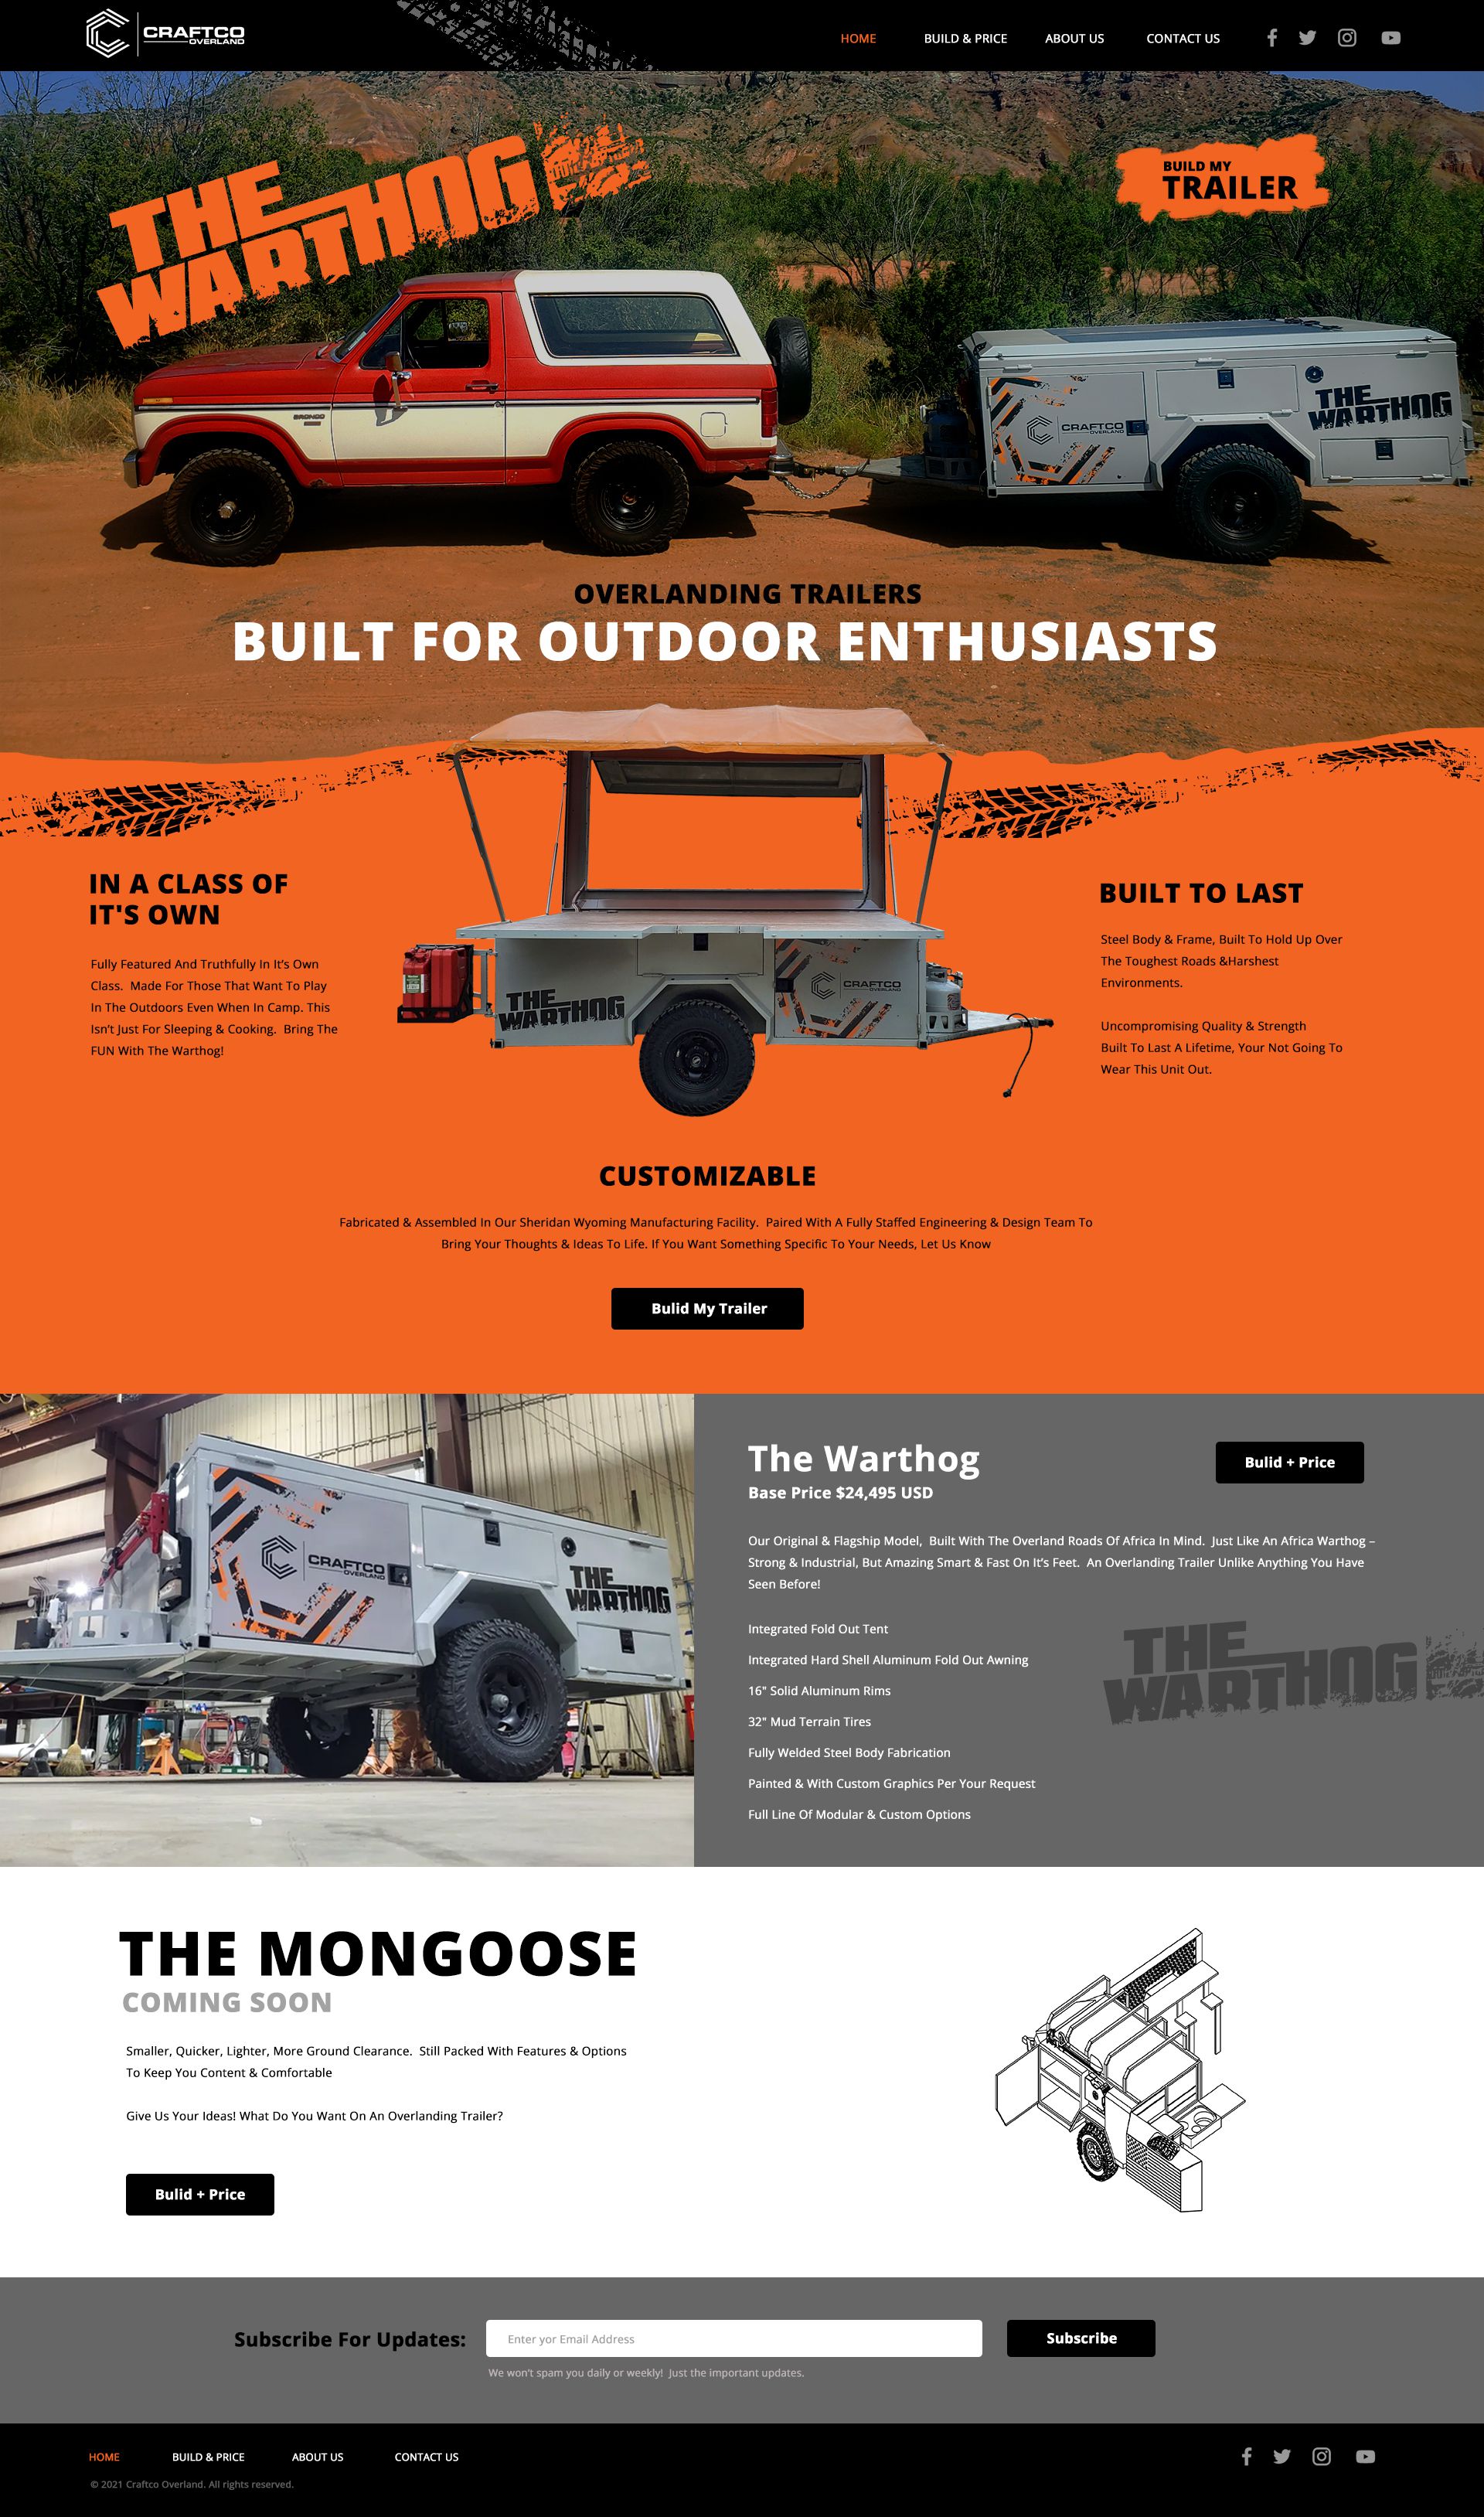 CRAFTCO
OVERLAND
HOME
BUILD & PRICE
ABOUT US
CONTACT US
THE
WARTHOG
BUILD MY
TRAILER
BRONCO
CRAFTCO
OVERLAND
THE
WARTHOG
OVERLANDING TRAILERS
BUILT FOR OUTDOOR ENTHUSIASTS
IN A CLASS OF
IT'S OWN
Fully Featured And Truthfully In It's Own
Class.  Made For Those That Want To Play
In The Outdoors Even When In Camp. This
Isn't Just For Sleeping & Cooking.  Bring The
FUN With The Warthog!
THE
WARTHOG
CRAFTCO
OVERLAND
BUILT TO LAST
Steel Body & Frame, Built To Hold Up Over
The Toughest Roads &Harshest
Environments.
Uncompromising Quality & Strength
Built To Last A Lifetime, Your Not Going To
Wear This Unit Out.
CUSTOMIZABLE
Fabricated & Assembled In Our Sheridan Wyoming Manufacturing Facility.  Paired With A Fully Staffed Engineering & Design Team To
Bring Your Thoughts & Ideas To Life. If You Want Something Specific To Your Needs, Let Us Know
Bulid My Trailer
CRAFTCO
OVERLAND
THE
WARTHOG
The Warthog
Base Price $24,495 USD
Bulid + Price
Our Original & Flagship Model,  Built With The Overland Roads Of Africa In Mind.  Just Like An Africa Warthog –
Strong & Industrial, But Amazing Smart & Fast On It's Feet.  An Overlanding Trailer Unlike Anything You Have
Seen Before!
Integrated Fold Out Tent
Integrated Hard Shell Aluminum Fold Out Awning
16" Solid Aluminum Rims
32" Mud Terrain Tires
Fully Welded Steel Body Fabrication
Painted & With Custom Graphics Per Your Request
Full Line Of Modular & Custom Options
THE
WARTHOG
THE MONGOOSE
COMING SOON
Smaller, Quicker, Lighter, More Ground Clearance.  Still Packed With Features & Options
To Keep You Content & Comfortable
Give Us Your Ideas! What Do You Want On An Overlanding Trailer?
Bulid + Price
Subscribe For Updates:
Enter yor Email Address
Subscribe
We won't spam you daily or weekly!  Just the important updates.
HOME
BUILD & PRICE
ABOUT US
CONTACT US
© 2021 Craftco Overland. All rights reserved.